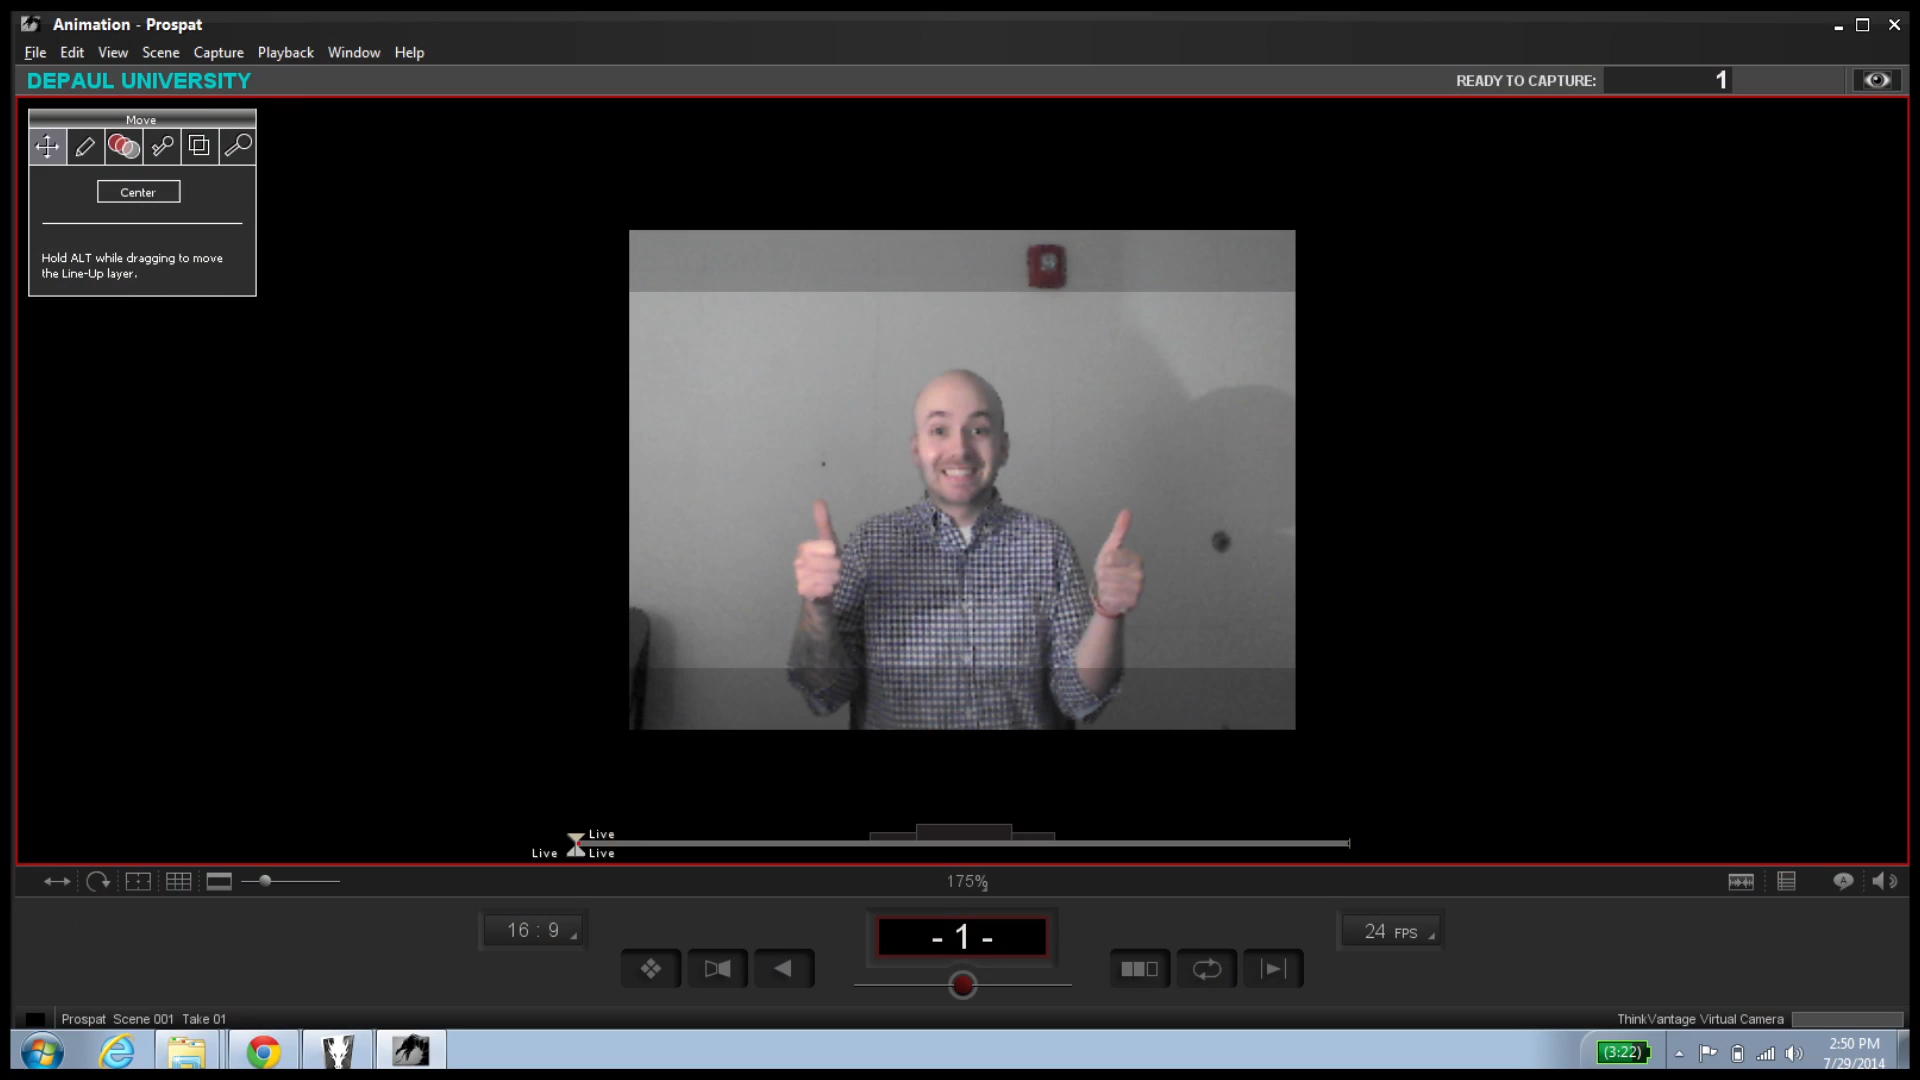 Animation - Prospat
File Edit View Scene Capture Playback Window Help
DEPAUL UNIVERSITY
READY TO CAPTURE: 1
Move
Center
Hold ALT while dragging to move
the Line-Up layer.
Live
Live Live
175%
16 : 9
- 1 -
24 FPS
Prospat Scene 001 Take 01
ThinkVantage Virtual Camera
(3:22)
2:50 PM
7/29/2014